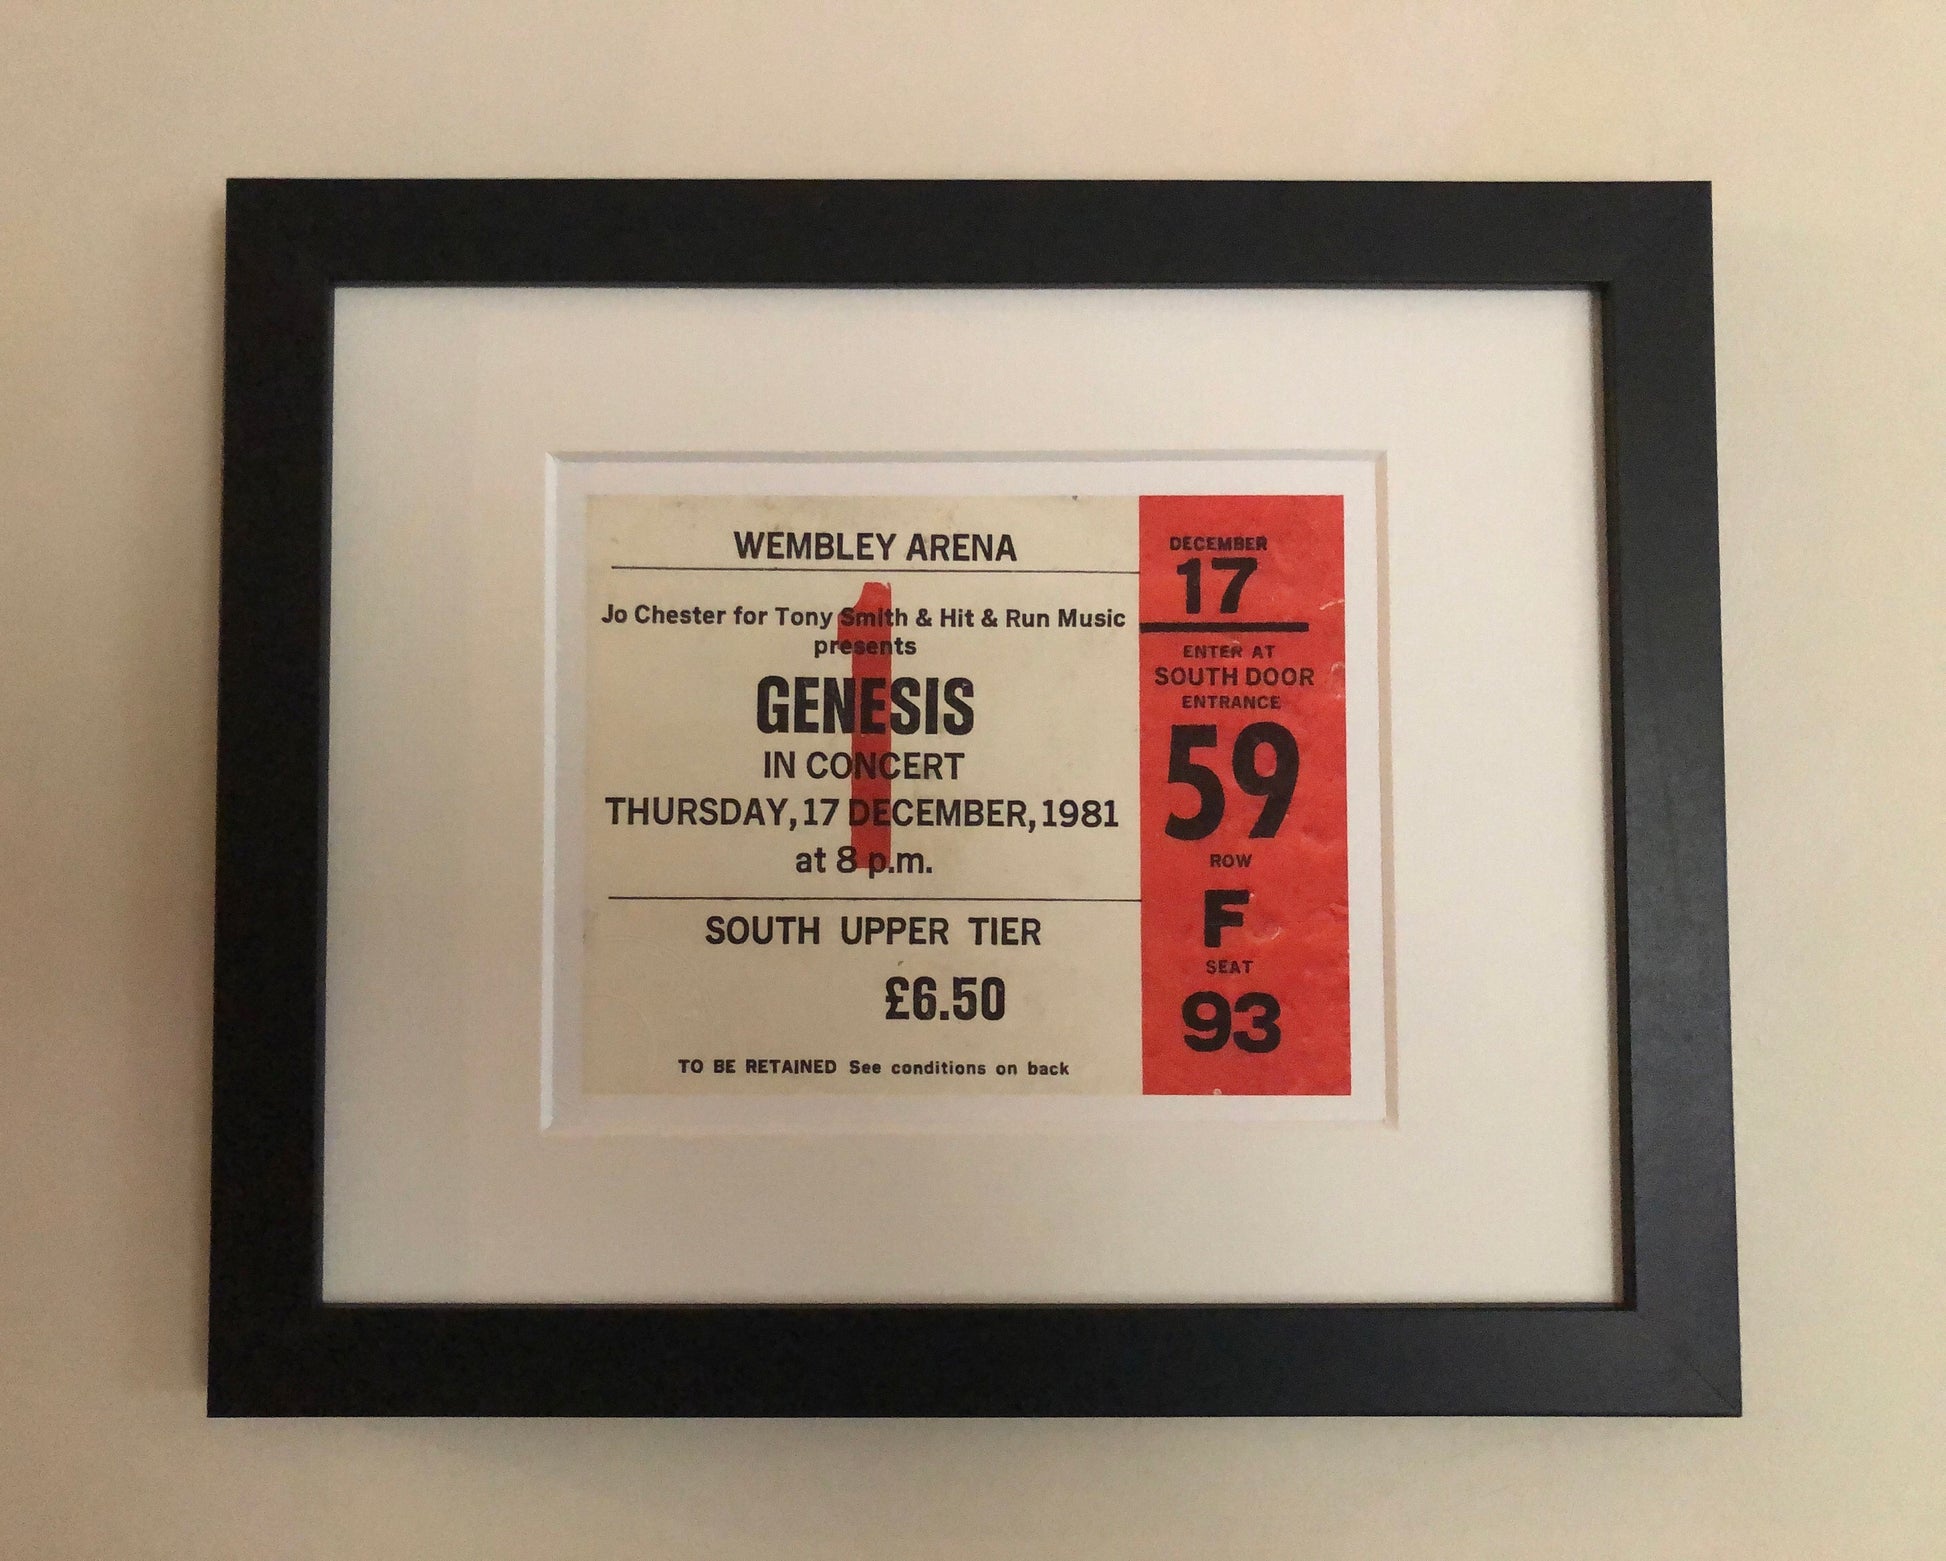 WEMBLEY ARENA
Jo Chester for Tony Smith & Hit & Run Music
presents
GENESIS
IN CONCERT
THURSDAY, 17 DECEMBER, 1981
at 8 p.m.
1
SOUTH UPPER TIER
£6.50
TO BE RETAINED See conditions on back
DECEMBER
17
ENTER AT
SOUTH DOOR
ENTRANCE
59
ROW
F
SEAT
93